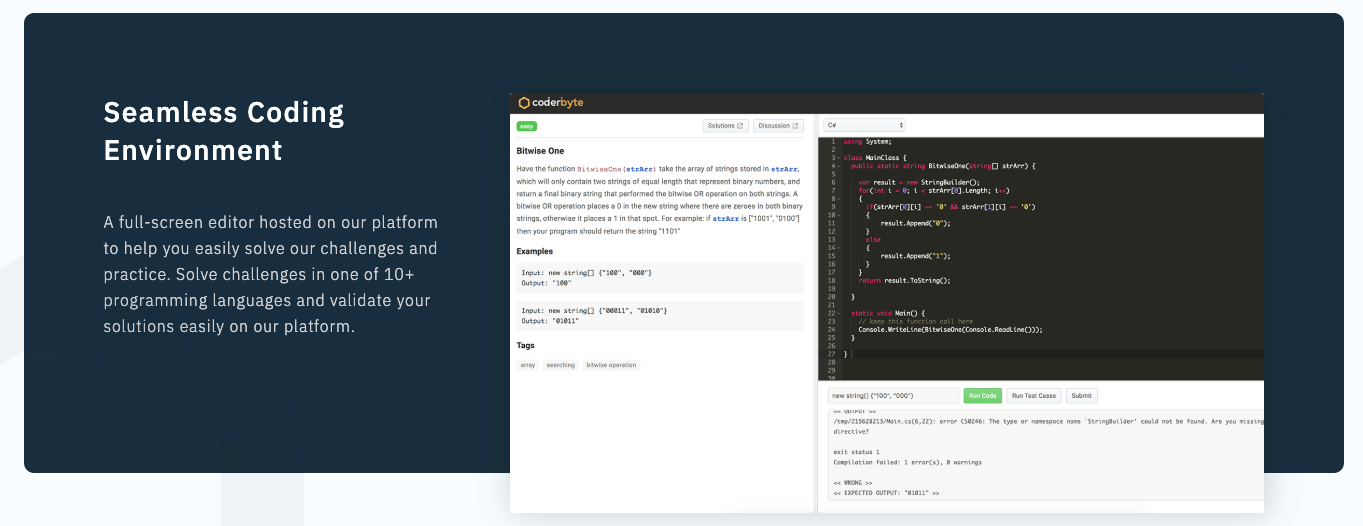 Seamless Coding
Environment
A full-screen editor hosted on our platform
to help you easily solve our challenges and
practice. Solve challenges in one of 10+
programming languages and validate your
solutions easily on our platform.
coderbyte
easy
Solutions
Discussion
Bitwise One
Have the function BitwiseOne(strArr) take the array of strings stored in strArr,
which will only contain two strings of equal length that represent binary numbers, and
return a final binary string that performed the bitwise OR operation on both strings. A
bitwise OR operation places a 0 in the new string where there are zeroes in both binary
strings, otherwise it places a 1 in that spot. For example: if strArr is ["1001", "0100"]
then your program should return the string "1101"
Examples
Input: new string[] {"100", "000"}
Output: "100"
Input: new string[] {"00011", "01010"}
Output: "01011"
Tags
array
searching
bitwise operation
C#
1 using System;
2
3 class MainClass {
4 public static string BitwiseOne(string[] strArr) {
5
6 var result = new StringBuilder();
7 for(int i = 0; i < strArr[0].Length; i++)
8 {
9 if(strArr[0][i] == '0' && strArr[1][i] == '0')
10 {
11 result.Append("0");
12 }
13 else
14 {
15 result.Append("1");
16 }
17 }
18 return result.ToString();
19
20 }
21
22 static void Main() {
23 // keep this function call here
24 Console.WriteLine(BitwiseOne(Console.ReadLine()));
25 }
26
27 }
28
29
30
new string[] {"100", "000"}
Run Code
Run Test Cases
Submit
== OUTPUT ==
/tmp/215628213/Main.cs(6,22): error CS0246: The type or namespace name `StringBuilder' could not be found. Are you missing
directive?
exit status 1
Compilation failed: 1 error(s), 0 warnings
<< WRONG >>
<< EXPECTED OUTPUT: "01011" >>